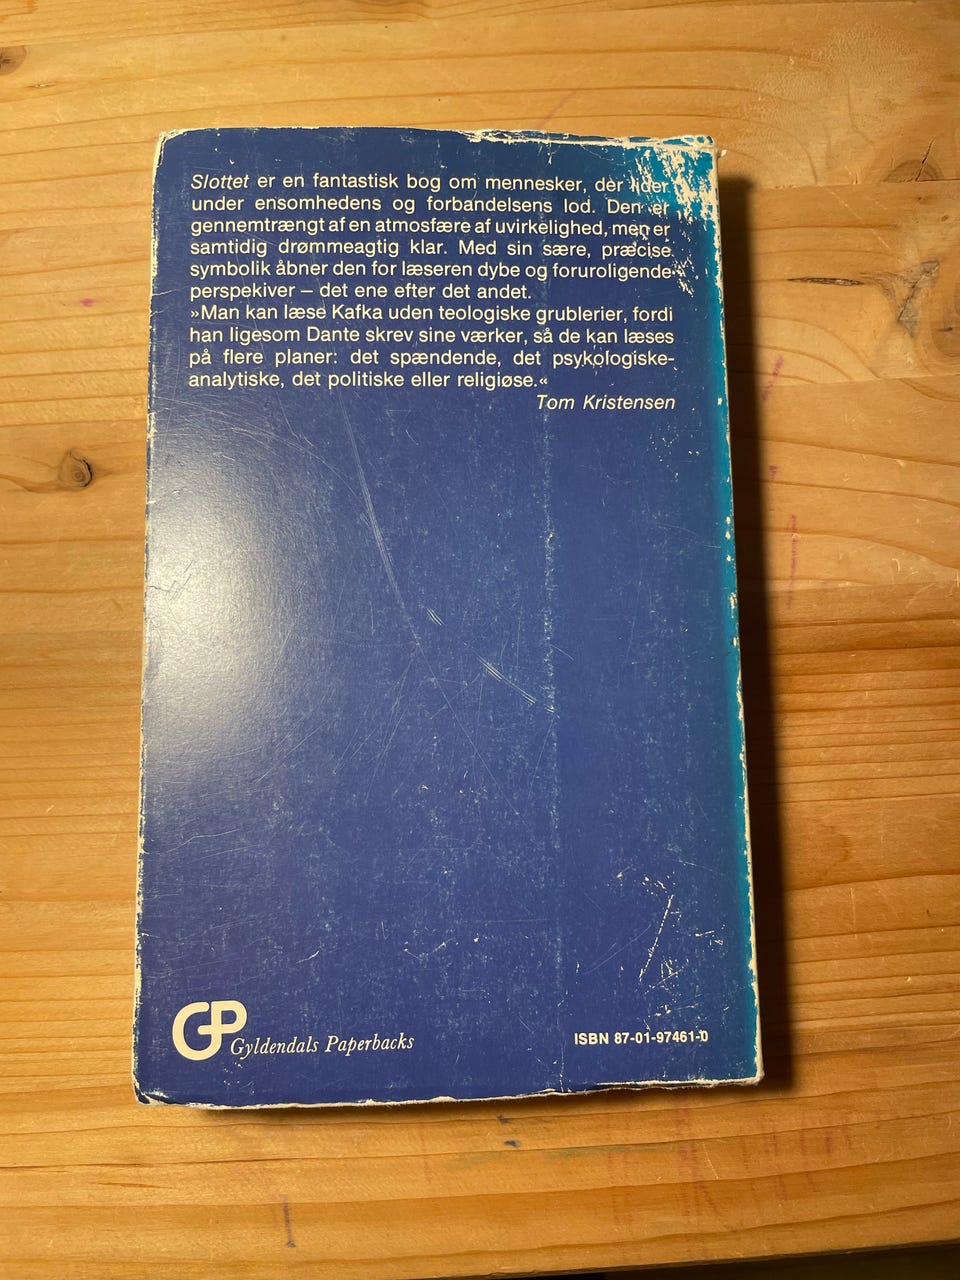 Slottet er en fantastisk bog om mennesker, der lider
under ensomhedens og forbandelsens lod. Den er
gennemtrængt af en atmosfære af uvirkelighed, men er
samtidig drømmeagtig klar. Med sin sære, præcise
symbolik åbner den for læseren dybe og foruroligende
perspekiver – det ene efter det andet.
»Man kan læse Kafka uden teologiske grublerier, fordi
han ligesom Dante skrev sine værker, så de kan læses
på flere planer: det spændende, det psykologiske-
analytiske, det politiske eller religiøse.«
Tom Kristensen
GP
Gyldendals Paperbacks
ISBN 87-01-97461-0